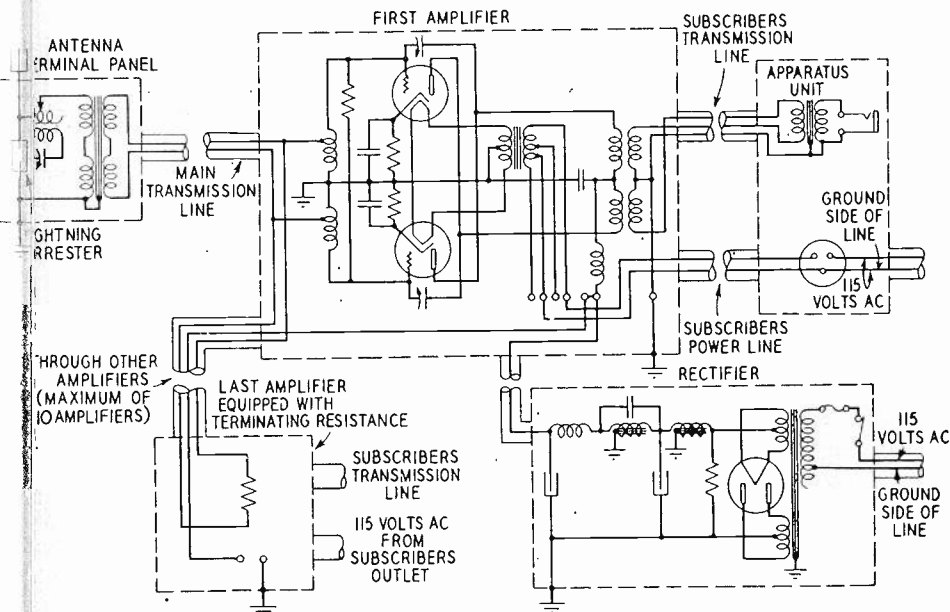 FIRST AMPLIFIER
SUBSCRIBERS
TRANSMISSION
LINE
ANTENNA
ERMINAL PANEL
APPARATUS
UNIT
MAIN
TRANSMISSION
LINE
GROUND
SIDE OF
LINE
GHTNING
RRESTER
115
VOLTS AC
SUBSCRIBERS
POWER LINE
HROUGH OTHER
AMPLIFIERS
(MAXIMUM OF
10 AMPLIFIERS)
LAST AMPLIFIER
EQUIPPED WITH
TERMINATING RESISTANCE
RECTIFIER
115
VOLTS AC
SUBSCRIBERS
TRANSMISSION
LINE
GROUND
SIDE OF
LINE
115 VOLTS AC
FROM
SUBSCRIBERS
OUTLET